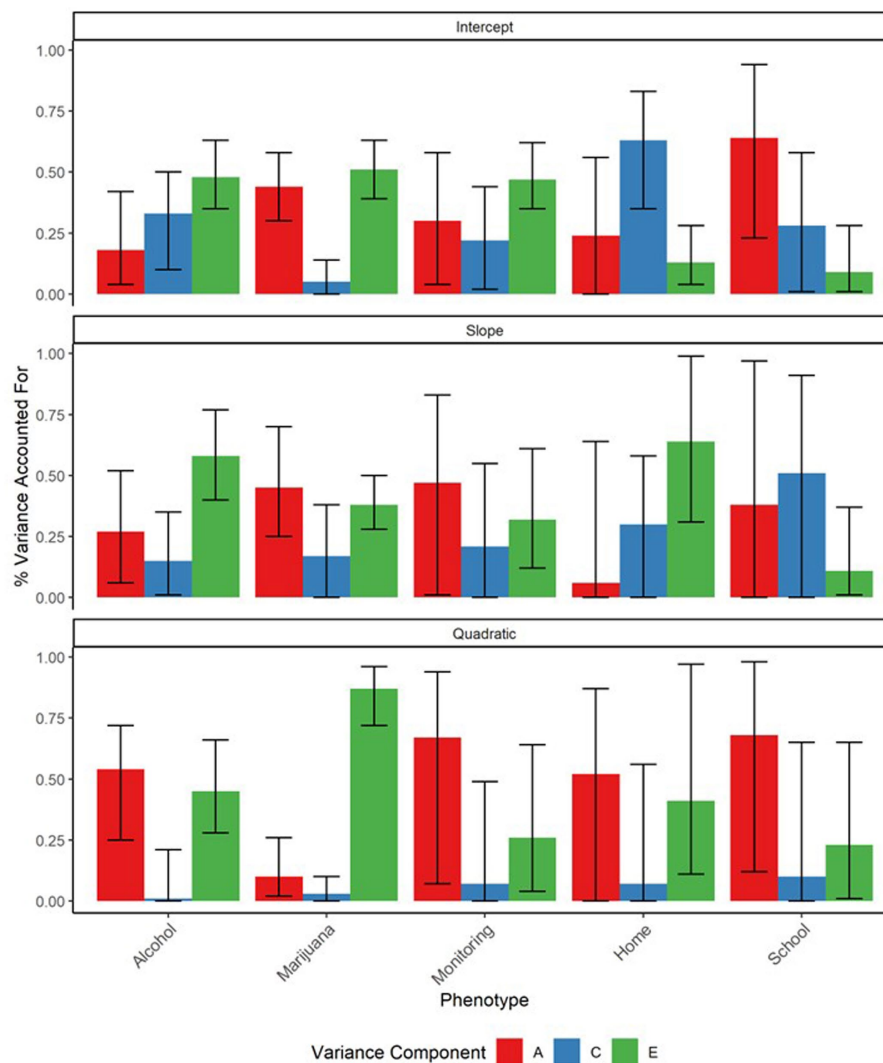 Intercept
1.00
0.75
0.50
0.25
0.00
Slope
1.00
0.75
0.50
0.25
0.00
% Variance Accounted For
Quadratic
1.00
0.75
0.50
0.25
0.00
Alcohol
Marijuana
Monitoring
Home
School
Phenotype
Variance Component A C E